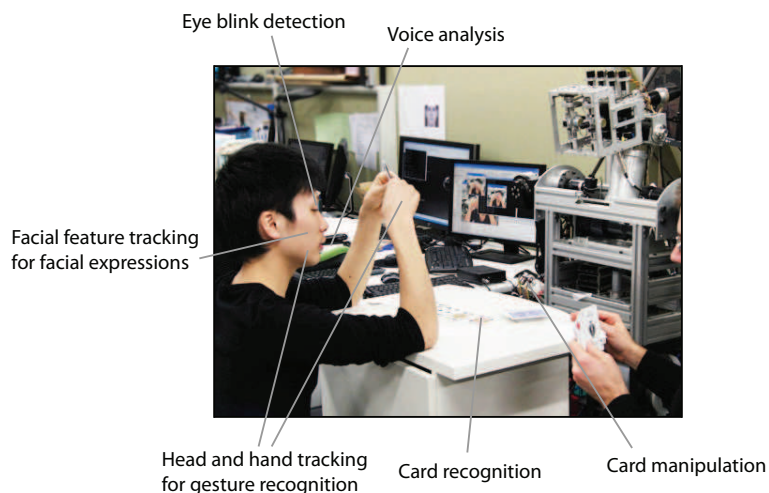 Eye blink detection
Voice analysis
Facial feature tracking
for facial expressions
Head and hand tracking
for gesture recognition
Card recognition
Card manipulation